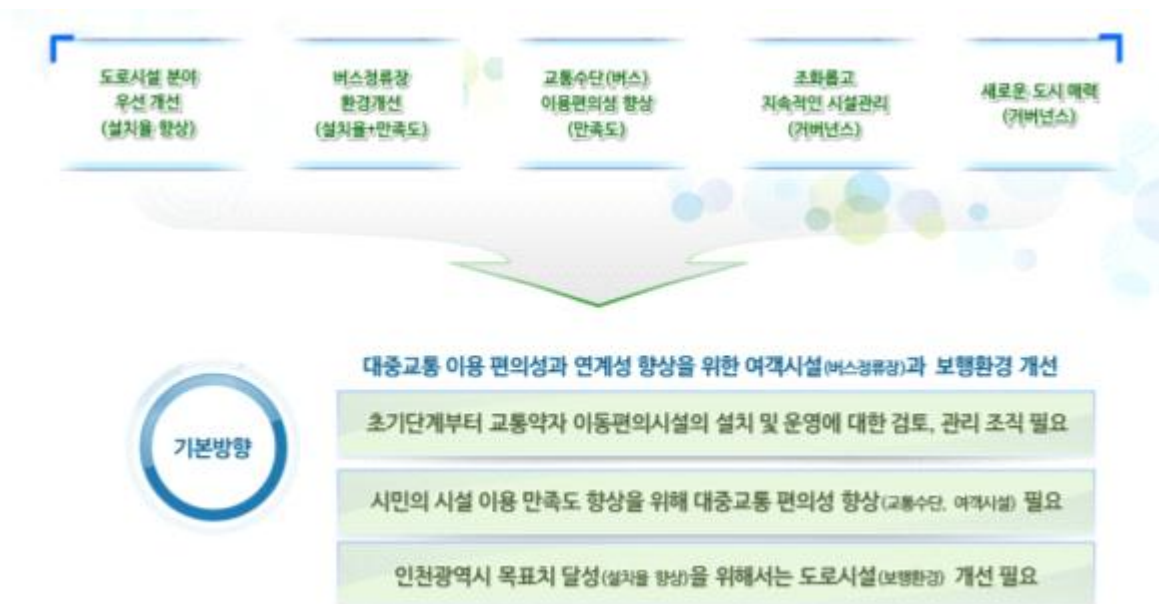 도로시설 분야
우선 개선
(설치율 향상)
버스정류장
환경개선
(설치율+만족도)
교통수단(버스)
이용편의성 향상
(만족도)
조화롭고
지속적인 시설관리
(거버넌스)
새로운 도시 매력
(거버넌스)
대중교통 이용 편의성과 연계성 향상을 위한 여객시설(버스정류장)과 보행환경 개선
기본방향
초기단계부터 교통약자 이동편의시설의 설치 및 운영에 대한 검토, 관리 조직 필요
시민의 시설 이용 만족도 향상을 위해 대중교통 편의성 향상(교통수단, 여객시설) 필요
인천광역시 목표치 달성(설치율 향상)을 위해서는 도로시설(보행환경) 개선 필요